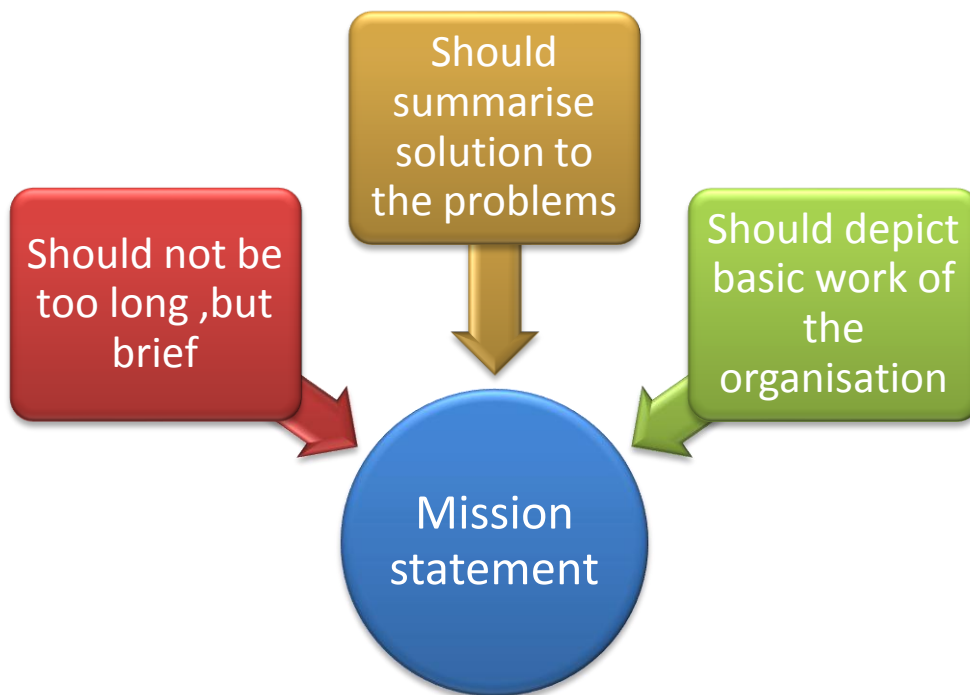 Should
summarise
solution to
the problems
Should not be
too long ,but
brief
Should depict
basic work of
the
organisation
Mission
statement